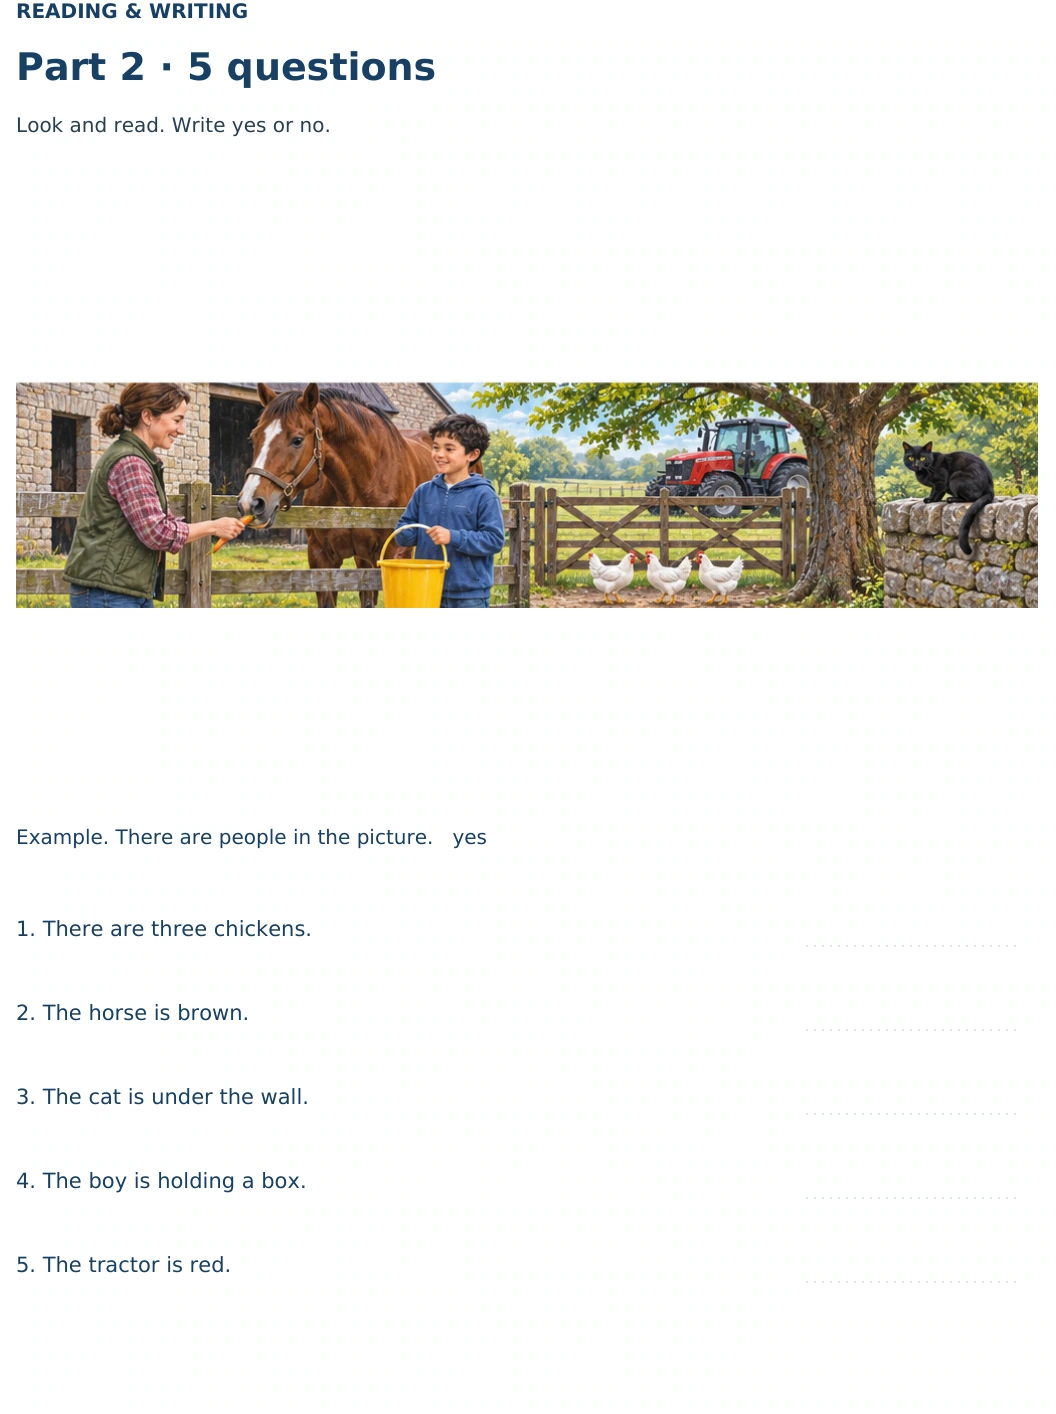 READING & WRITING
Part 2 · 5 questions
Look and read. Write yes or no.
Example. There are people in the picture. yes
1. There are three chickens.
2. The horse is brown.
3. The cat is under the wall.
4. The boy is holding a box.
5. The tractor is red.